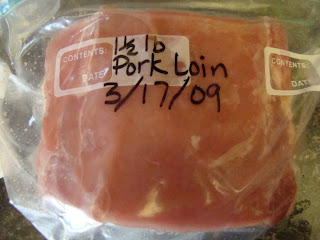 1½ lb
CONTENTS: Pork Loin CONTENTS:
DATE: 3/17/09 DATE: